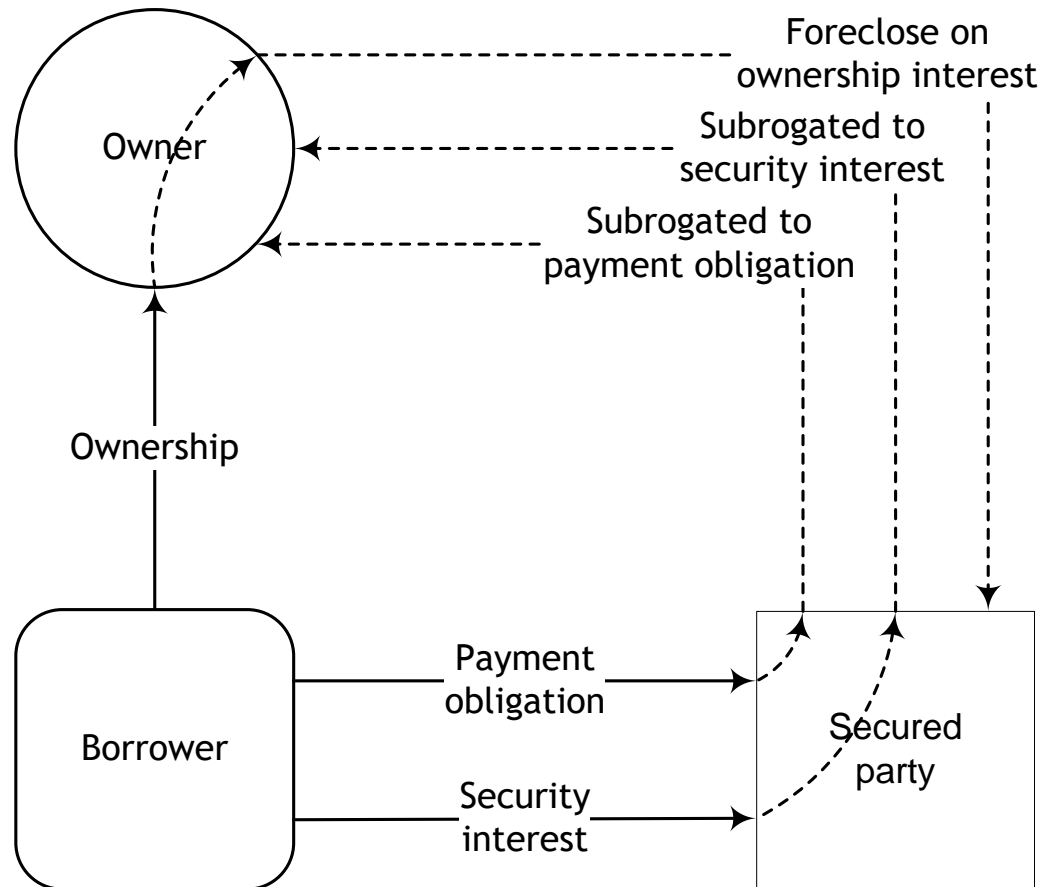 Foreclose on
ownership interest
Owner
Subrogated to
security interest
Subrogated to
payment obligation
Ownership
Payment
obligation
Borrower
Secured
party
Security
interest